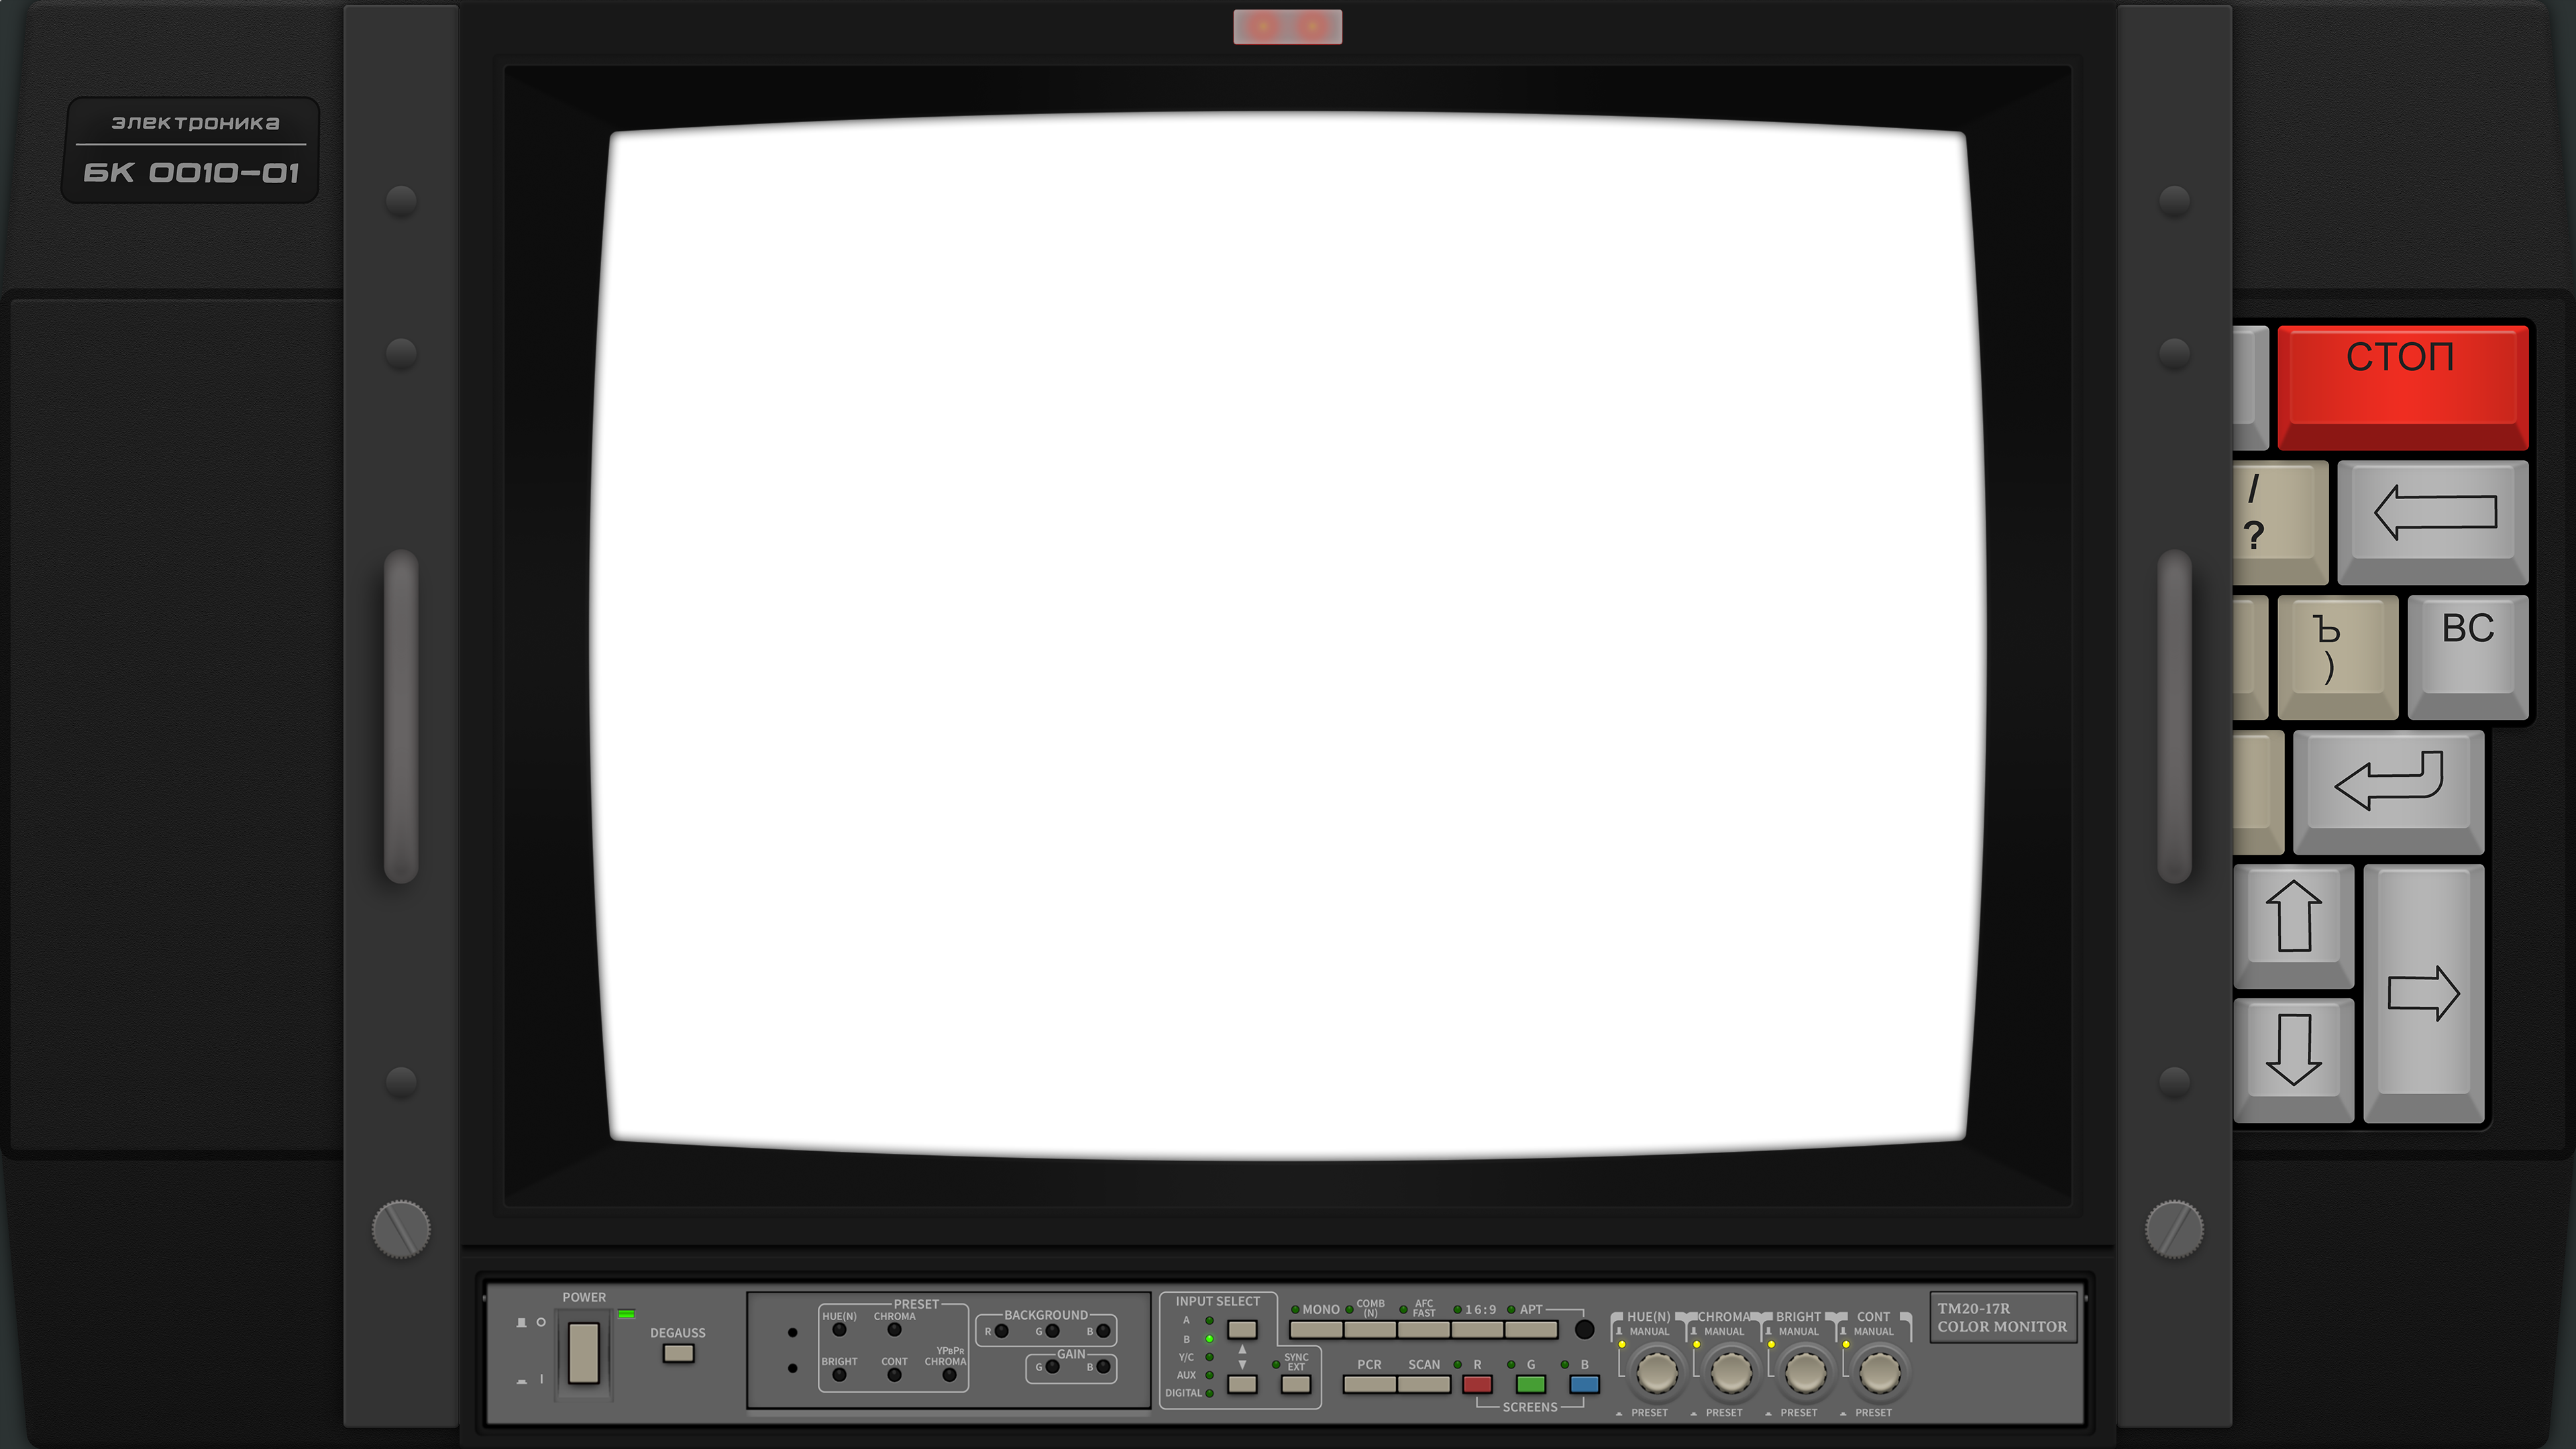 электроника
БК 0010-01
СТОП
/
?
Ъ
)
ВС
POWER
DEGAUSS
PRESET
HUE(N) CHROMA
BRIGHT CONT YPBPR CHROMA
BACKGROUND
R G B
GAIN
G B
INPUT SELECT
A
B
Y/C
AUX
DIGITAL
SYNC
EXT
MONO
COMB
(N)
AFC
FAST
16:9
APT
PCR SCAN R G B
SCREENS
HUE(N) CHROMA BRIGHT CONT
MANUAL MANUAL MANUAL MANUAL
PRESET PRESET PRESET PRESET
TM20-17R
COLOR MONITOR